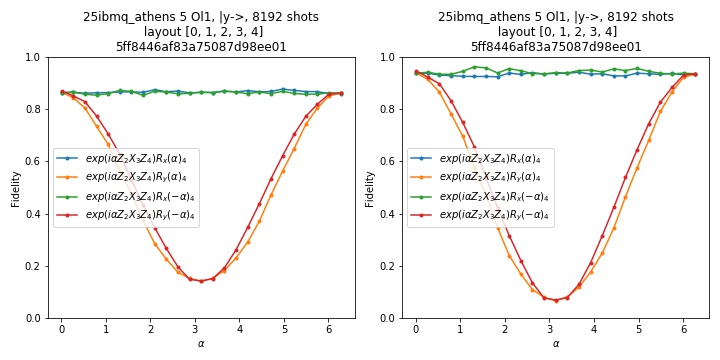 25ibmq_athens 5 Ol1, |y->, 8192 shots
layout [0, 1, 2, 3, 4]
5ff8446af83a75087d98ee01
1.0
0.8
0.6
0.4
0.2
0.0
Fidelity
exp(iαZ₂X₃Z₄)Rₓ(α)₄
exp(iαZ₂X₃Z₄)Rᵧ(α)₄
exp(iαZ₂X₃Z₄)Rₓ(−α)₄
exp(iαZ₂X₃Z₄)Rᵧ(−α)₄
0 1 2 3 4 5 6
α
25ibmq_athens 5 Ol1, |y->, 8192 shots
layout [0, 1, 2, 3, 4]
5ff8446af83a75087d98ee01
1.0
0.8
0.6
0.4
0.2
0.0
Fidelity
exp(iαZ₂X₃Z₄)Rₓ(α)₄
exp(iαZ₂X₃Z₄)Rᵧ(α)₄
exp(iαZ₂X₃Z₄)Rₓ(−α)₄
exp(iαZ₂X₃Z₄)Rᵧ(−α)₄
0 1 2 3 4 5 6
α